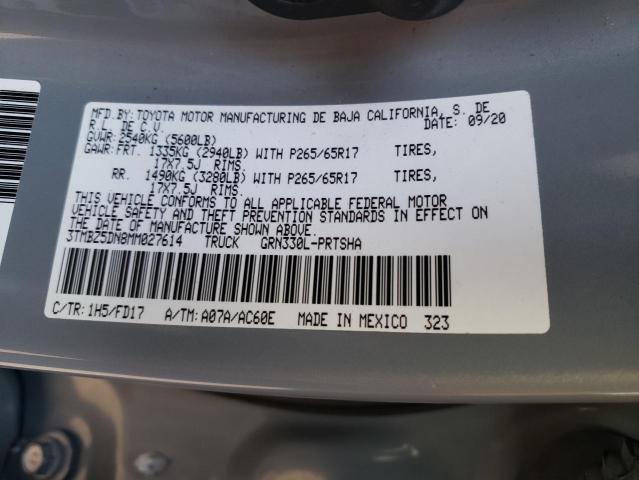 MFD. BY: TOYOTA MOTOR MANUFACTURING DE BAJA CALIFORNIA, S. DE
R. L. DE C. V. DATE: 09/20
GVWR: 2540KG (5600LB)
GAWR: FRT. 1335KG (2940LB) WITH P265/65R17 TIRES,
17X7.5J RIMS.
RR. 1490KG (3280LB) WITH P265/65R17 TIRES,
17X7.5J RIMS.
THIS VEHICLE CONFORMS TO ALL APPLICABLE FEDERAL MOTOR
VEHICLE SAFETY AND THEFT PREVENTION STANDARDS IN EFFECT ON
THE DATE OF MANUFACTURE SHOWN ABOVE.
3TMBZ5DN8MM027614 TRUCK GRN330L-PRTSHA
C/TR: 1H5/FD17 A/TM: A07A/AC60E MADE IN MEXICO 323